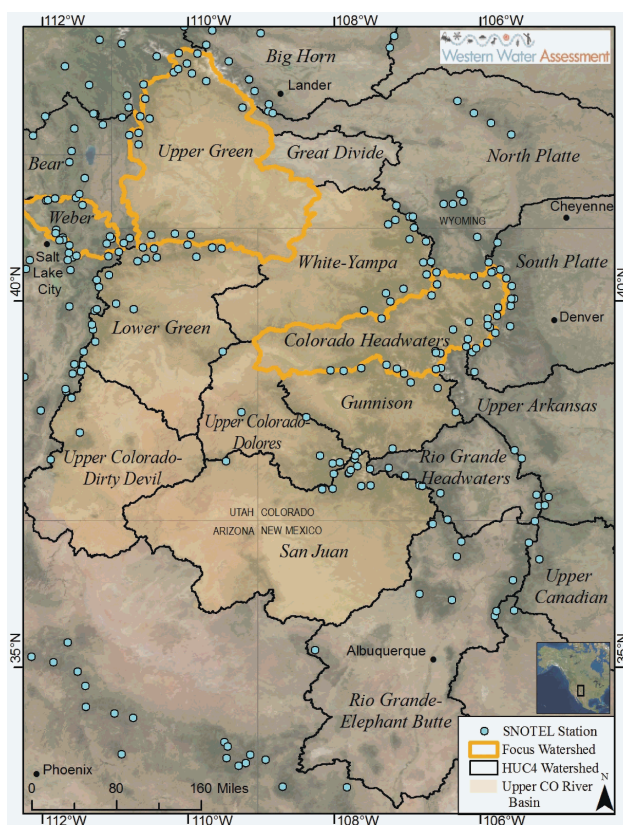 112°W 110°W 108°W 106°W
Western Water Assessment
Big Horn
Lander
Upper Green
Great Divide
North Platte
Bear
Weber
WYOMING
Cheyenne
Salt
Lake
City
White-Yampa
South Platte
40°N 40°N
Lower Green
Denver
Colorado Headwaters
Gunnison
Upper Arkansas
Upper Colorado-
Dolores
Upper Colorado-
Dirty Devil
Rio Grande
Headwaters
UTAH COLORADO
ARIZONA NEW MEXICO
San Juan
Upper
Canadian
35°N 35°N
Albuquerque
Rio Grande-
Elephant Butte
Phoenix
0 80 160 Miles
SNOTEL Station
Focus Watershed
HUC4 Watershed
Upper CO River
Basin
N
112°W 110°W 108°W 106°W